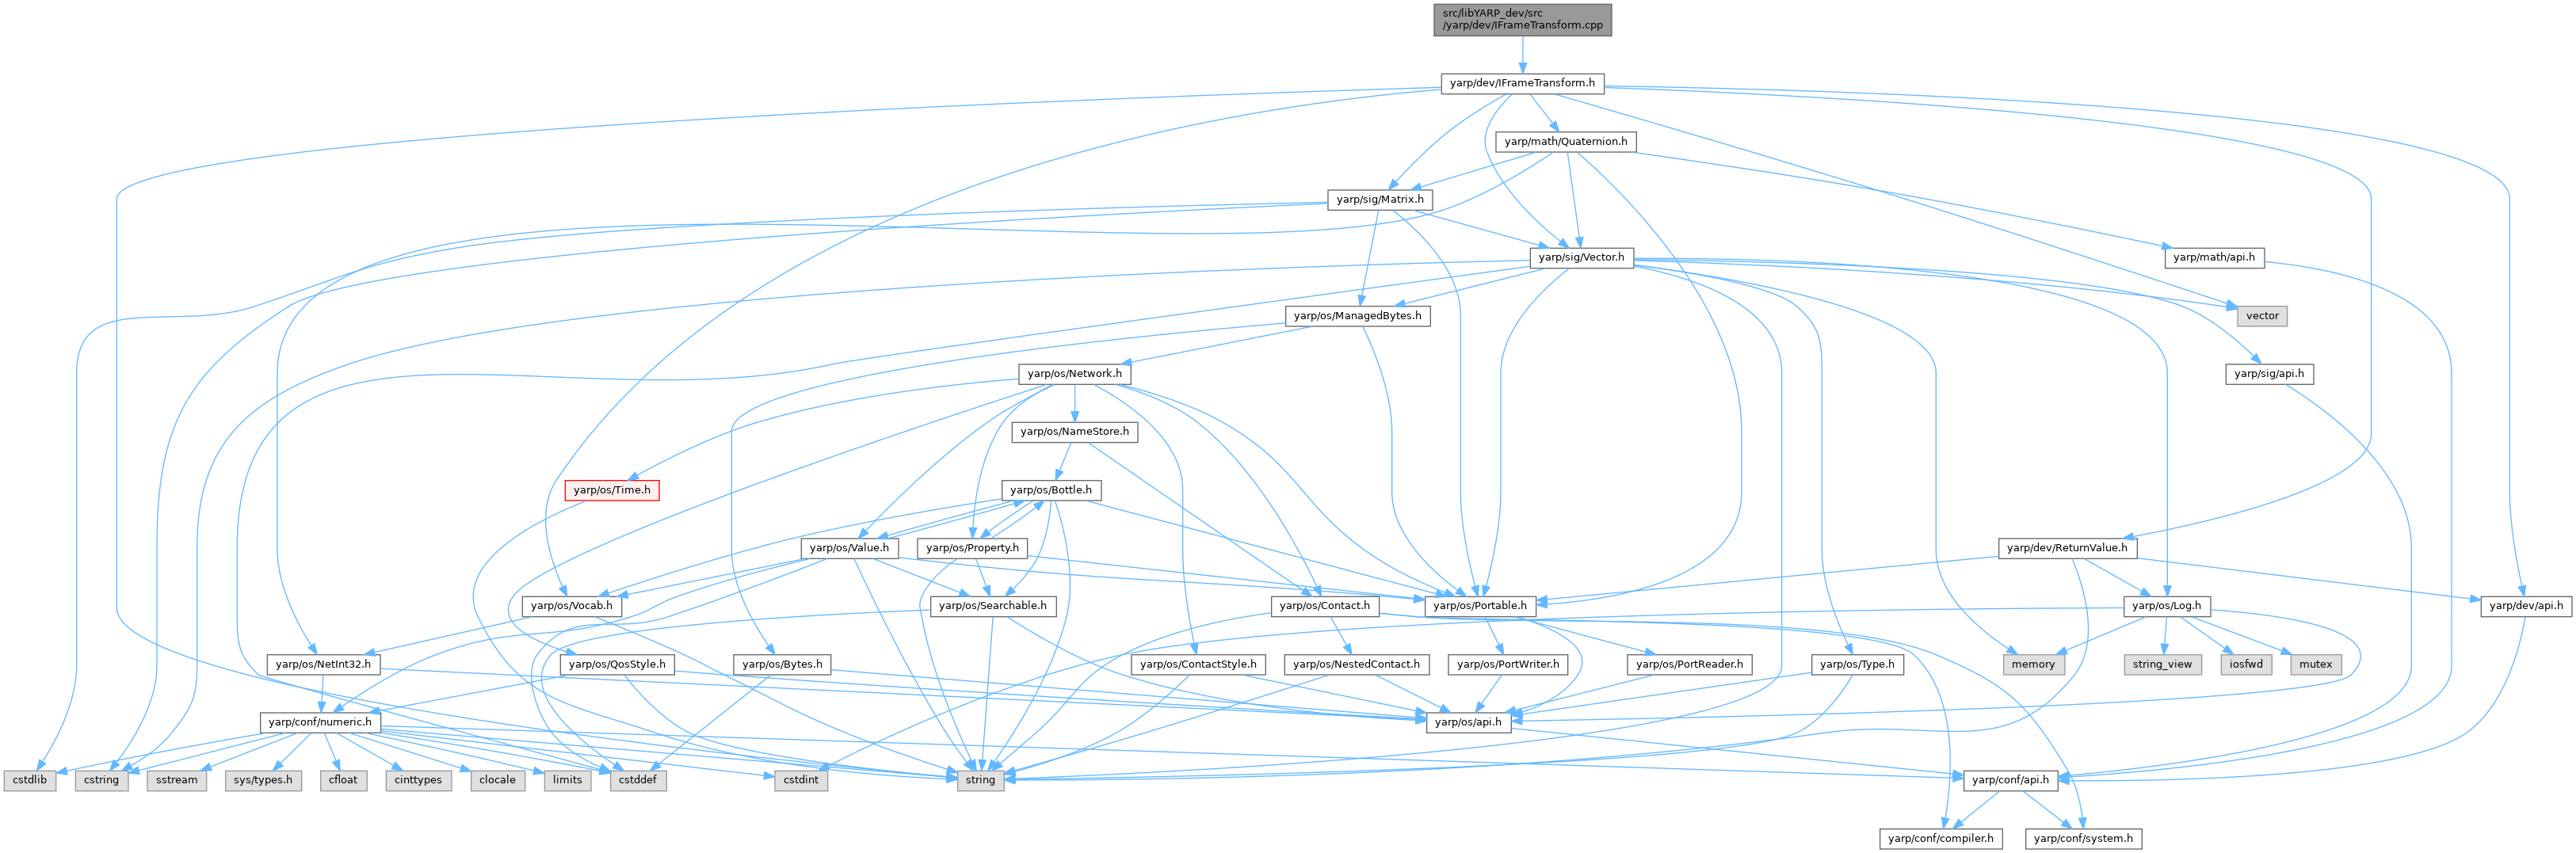 src/libYARP_dev/src
/yarp/dev/IFrameTransform.cpp
yarp/dev/IFrameTransform.h
yarp/math/Quaternion.h
yarp/sig/Matrix.h
yarp/sig/Vector.h
yarp/math/api.h
yarp/os/ManagedBytes.h
vector
yarp/os/Network.h
yarp/sig/api.h
yarp/os/NameStore.h
yarp/os/Time.h
yarp/os/Bottle.h
yarp/os/Value.h
yarp/os/Property.h
yarp/dev/ReturnValue.h
yarp/os/Vocab.h
yarp/os/Searchable.h
yarp/os/Contact.h
yarp/os/Portable.h
yarp/os/Log.h
yarp/dev/api.h
yarp/os/NetInt32.h
yarp/os/QosStyle.h
yarp/os/Bytes.h
yarp/os/ContactStyle.h
yarp/os/NestedContact.h
yarp/os/PortWriter.h
yarp/os/PortReader.h
yarp/os/Type.h
memory
string_view
iosfwd
mutex
yarp/conf/numeric.h
yarp/os/api.h
cstdlib
cstring
sstream
sys/types.h
cfloat
cinttypes
clocale
limits
cstddef
cstdint
string
yarp/conf/api.h
yarp/conf/compiler.h
yarp/conf/system.h